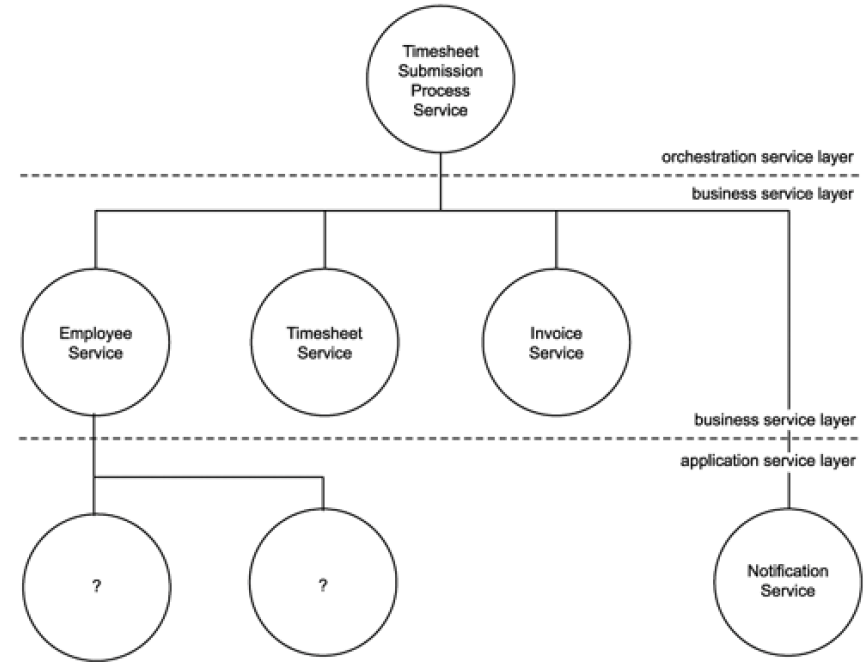 Timesheet
Submission
Process
Service
orchestration service layer
business service layer
Employee
Service
Timesheet
Service
Invoice
Service
business service layer
application service layer
?
?
Notification
Service